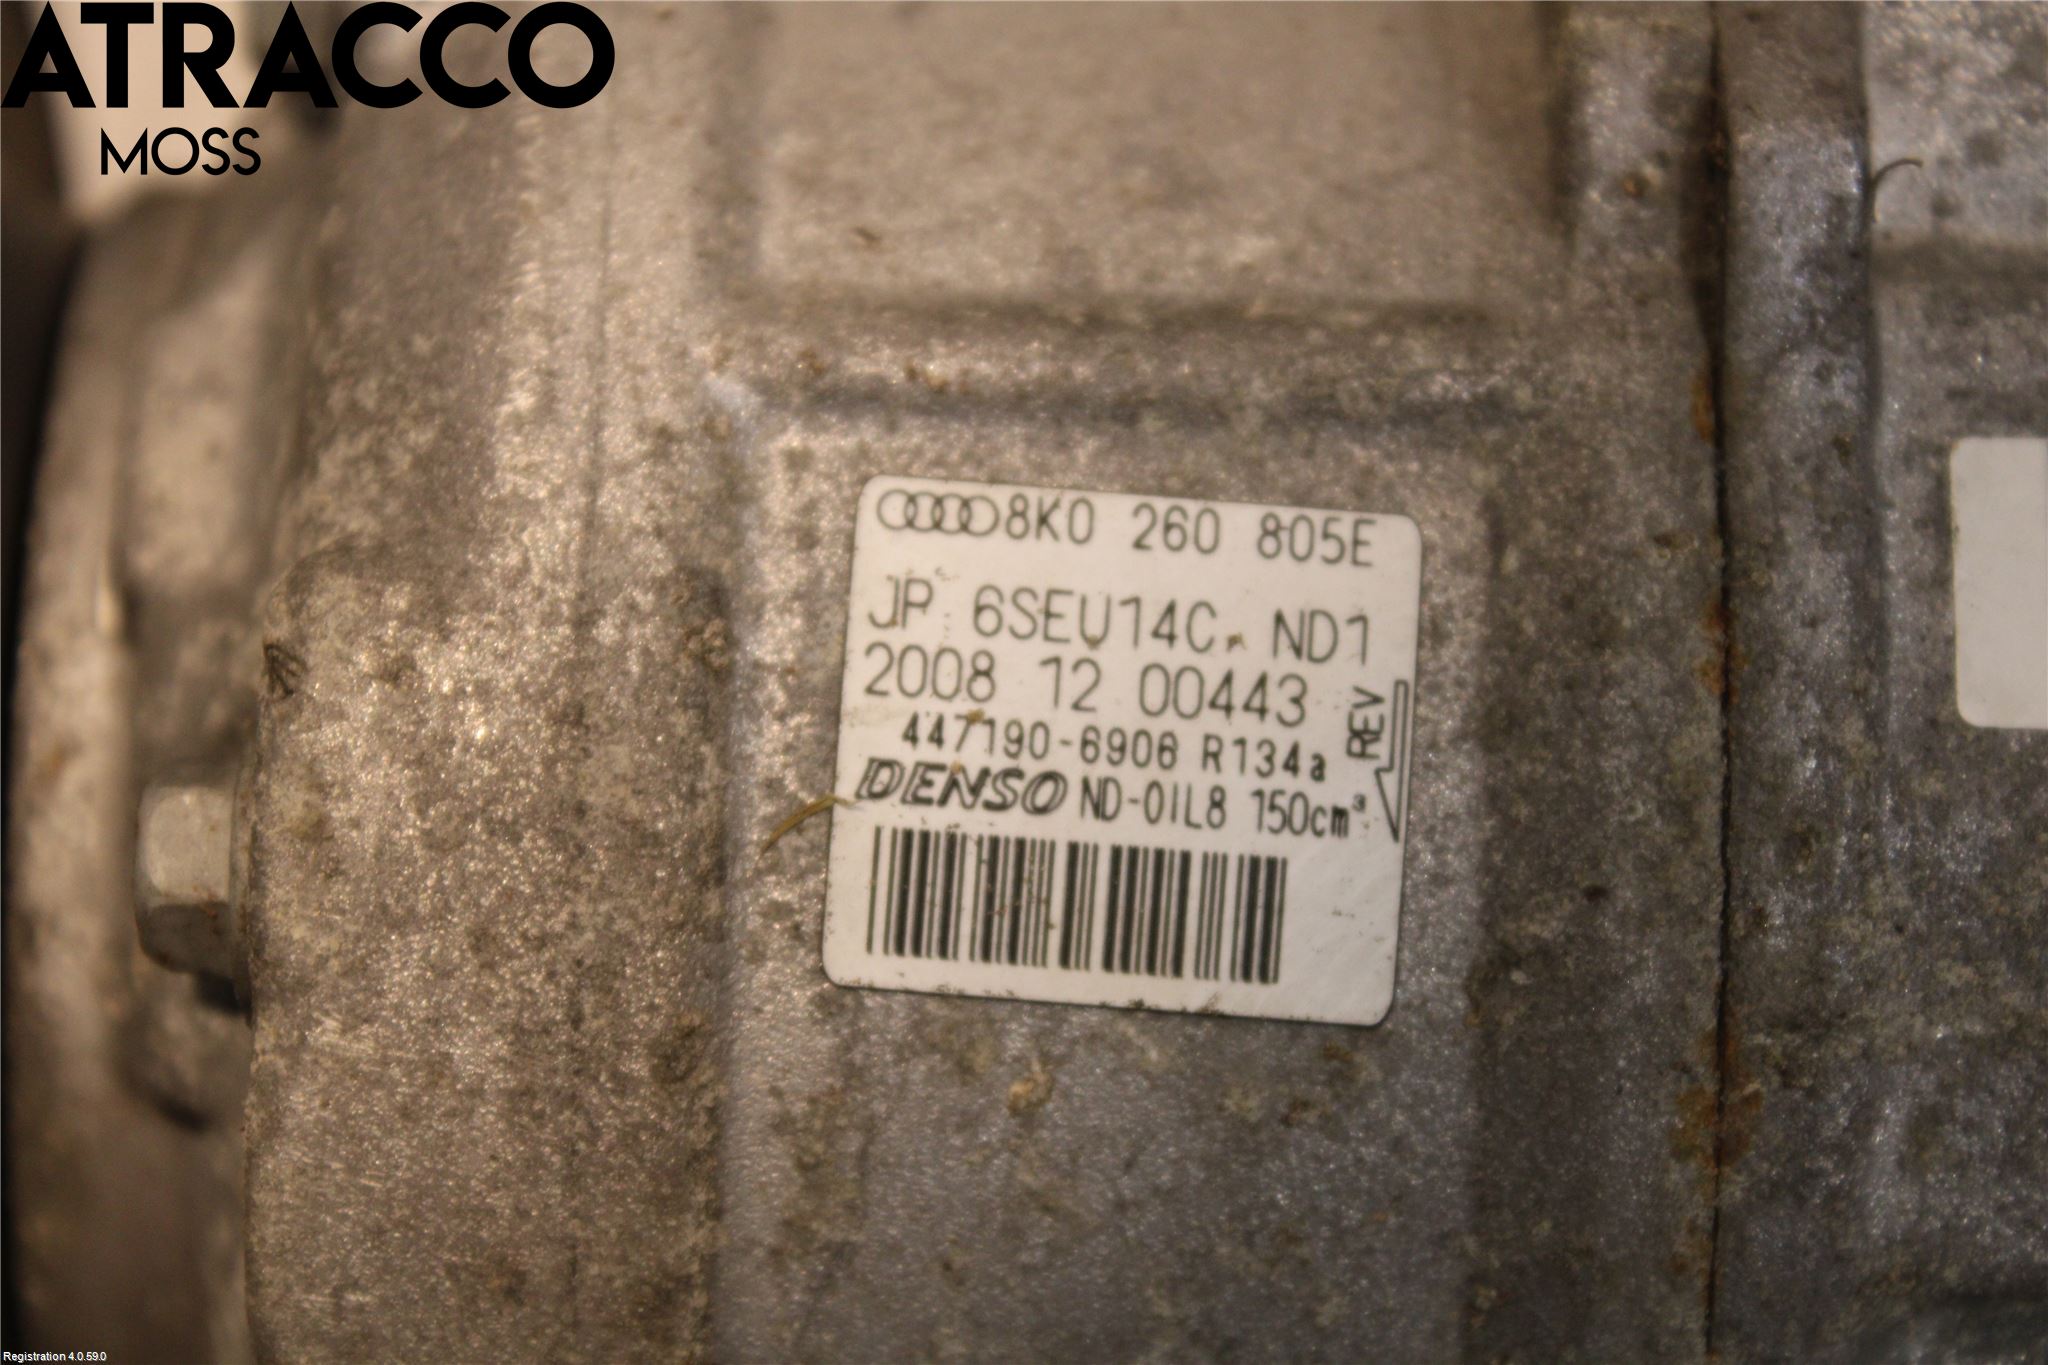 ATRACCO
MOSS
8K0 260 805E
JP 6SEU14C. ND1
2008 12 00443
447190-6906 R134a
REV
DENSO ND-OIL8 150cm³
Registration 4.0.59.0